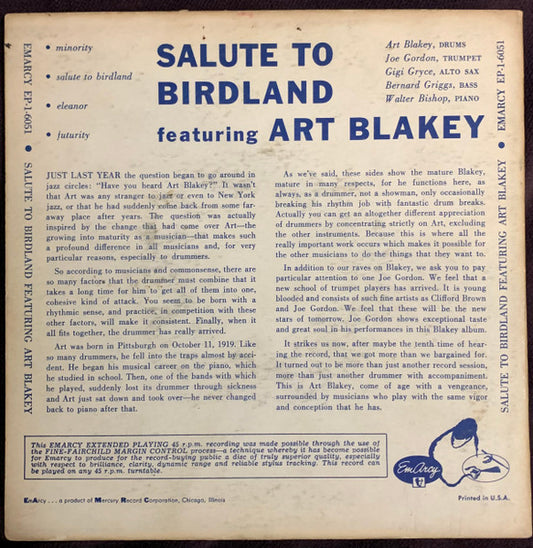 EMARCY EP-1-6051 • SALUTE TO BIRDLAND FEATURING ART BLAKEY
• minority
• salute to birdland
• eleanor
• futurity
SALUTE TO
BIRDLAND
featuring ART BLAKEY
Art Blakey, DRUMS
Joe Gordon, TRUMPET
Gigi Gryce, ALTO SAX
Bernard Griggs, BASS
Walter Bishop, PIANO
JUST LAST YEAR the question began to go around in
jazz circles: "Have you heard Art Blakey?" It wasn't
that Art was any stranger to jazz or even to New York
jazz, or that he had suddenly come back from some far-
away place after years. The question was actually
inspired by the change that had come over Art—the
growing into maturity as a musician—that makes such
a profound difference in all musicians and, for very
particular reasons, especially to drummers.
So according to musicians and commonsense, there are
so many factors that the drummer must combine that it
takes a long time for him to get all of them into one,
cohesive kind of attack. You seem to be born with a
rhythmic sense, and practice, in competition with these
other factors, will make it consistent. Finally, when it
all fits together, the drummer has really arrived.
Art was born in Pittsburgh on October 11, 1919. Like
so many drummers, he fell into the traps almost by acci-
dent. He began his musical career on the piano, which
he studied in school. Then, one of the bands with which
he played, suddenly lost its drummer through sickness
and Art just sat down and took over—he never changed
back to piano after that.
As we've said, these sides show the mature Blakey,
mature in many respects, for he functions here, as
always, as a drummer, not a showman, only occasionally
breaking his rhythm job with fantastic drum breaks.
Actually you can get an altogether different appreciation
of drummers by concentrating strictly on Art, excluding
the other instruments. Because this is where all the
really important work occurs which makes it possible for
the other musicians to do the things that they want to.
In addition to our raves on Blakey, we ask you to pay
particular attention to one Joe Gordon. We feel that a
new school of trumpet players has arrived. It is young
blooded and consists of such fine artists as Clifford Brown
and Joe Gordon. We feel that these will be the new
stars of tomorrow. Joe Gordon shows exceptional taste
and great soul in his performances in this Blakey album.
It strikes us now, after maybe the tenth time of hear-
ing the record, that we got more than we bargained for.
It turned out to be more than just another record session,
more than just another drummer with accompaniment.
This is Art Blakey, come of age with a vengeance,
surrounded by musicians who play with the same vigor
and conception that he has.
SALUTE TO BIRDLAND FEATURING ART BLAKEY • EMARCY EP-1-6051
This EMARCY EXTENDED PLAYING 45 r.p.m. recording was made possible through the use of
the FINE-FAIRCHILD MARGIN CONTROL process—a technique whereby it has become possible
for Emarcy to produce for the record-buying public a disc of truly superior quality, especially
with respect to brilliance, clarity, dynamic range and reliable stylus tracking. This record can
be played on any 45 r.p.m. turntable.
EmArcy
EmArcy . . . a product of Mercury Record Corporation, Chicago, Illinois
Printed in U.S.A.